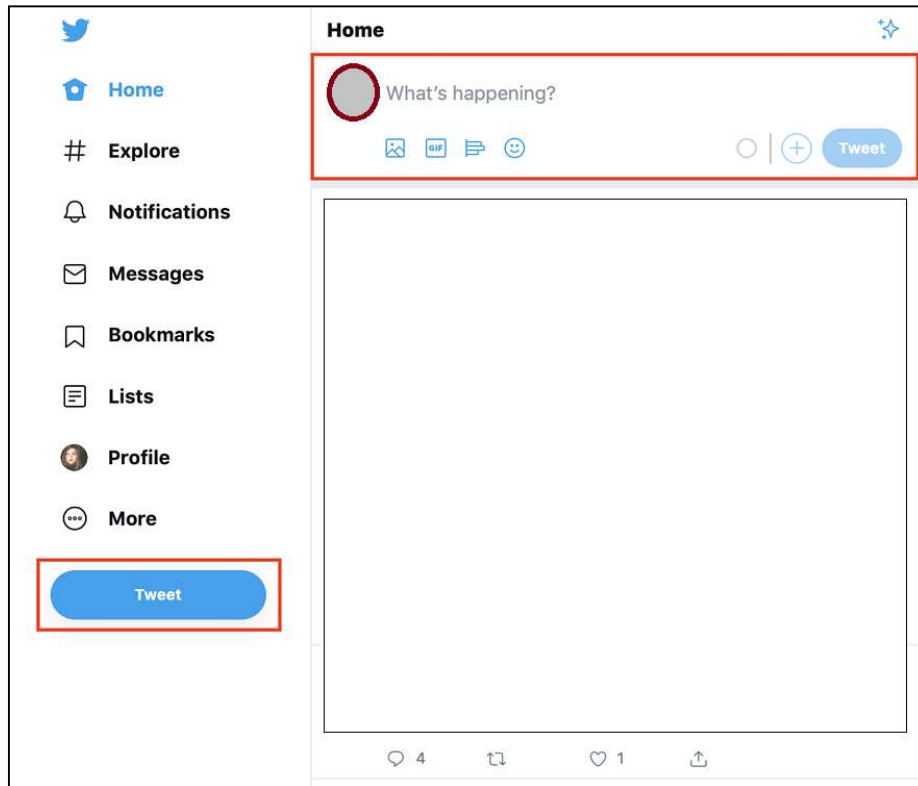 Home
Home
What's happening?
Explore
GIF
Tweet
Notifications
Messages
Bookmarks
Lists
Profile
More
Tweet
4
1